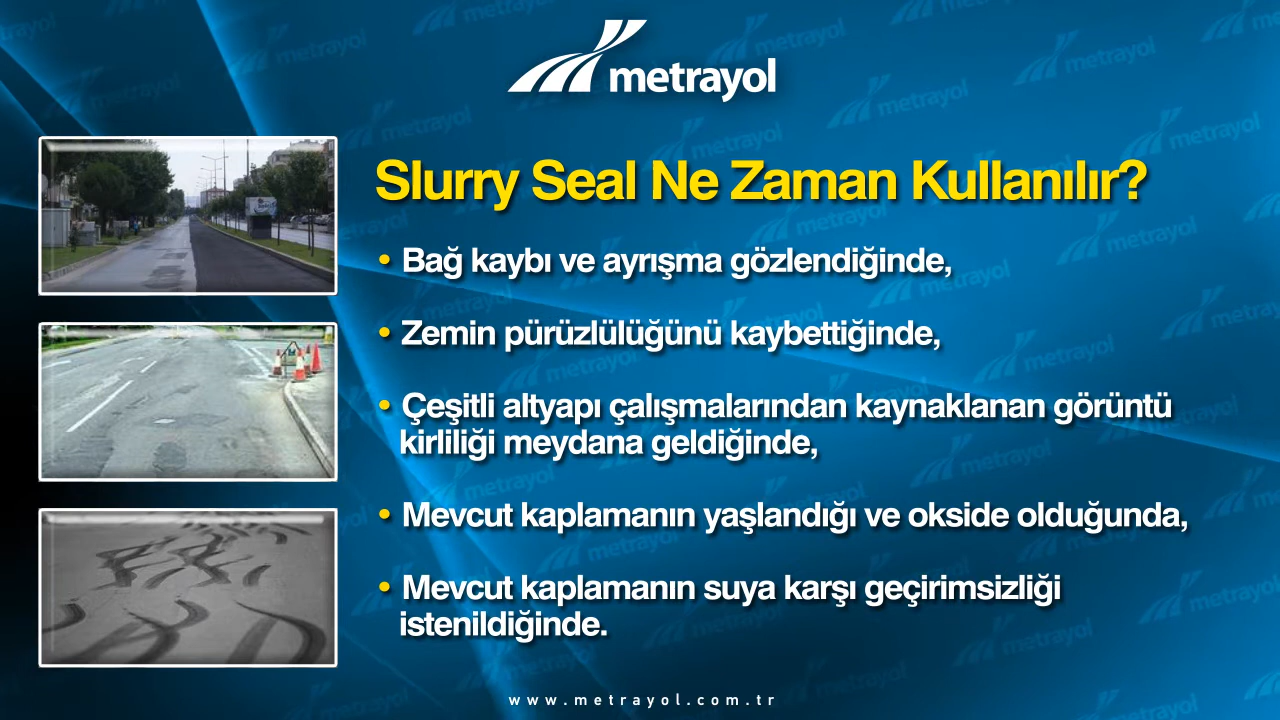 metrayol
Slurry Seal Ne Zaman Kullanılır?
• Bağ kaybı ve ayrışma gözlendiğinde,
• Zemin pürüzlülüğünü kaybettiğinde,
• Çeşitli altyapı çalışmalarından kaynaklanan görüntü
kirliliği meydana geldiğinde,
• Mevcut kaplamanın yaşlandığı ve okside olduğunda,
• Mevcut kaplamanın suya karşı geçirimsizliği
istenildiğinde.
www.metrayol.com.tr